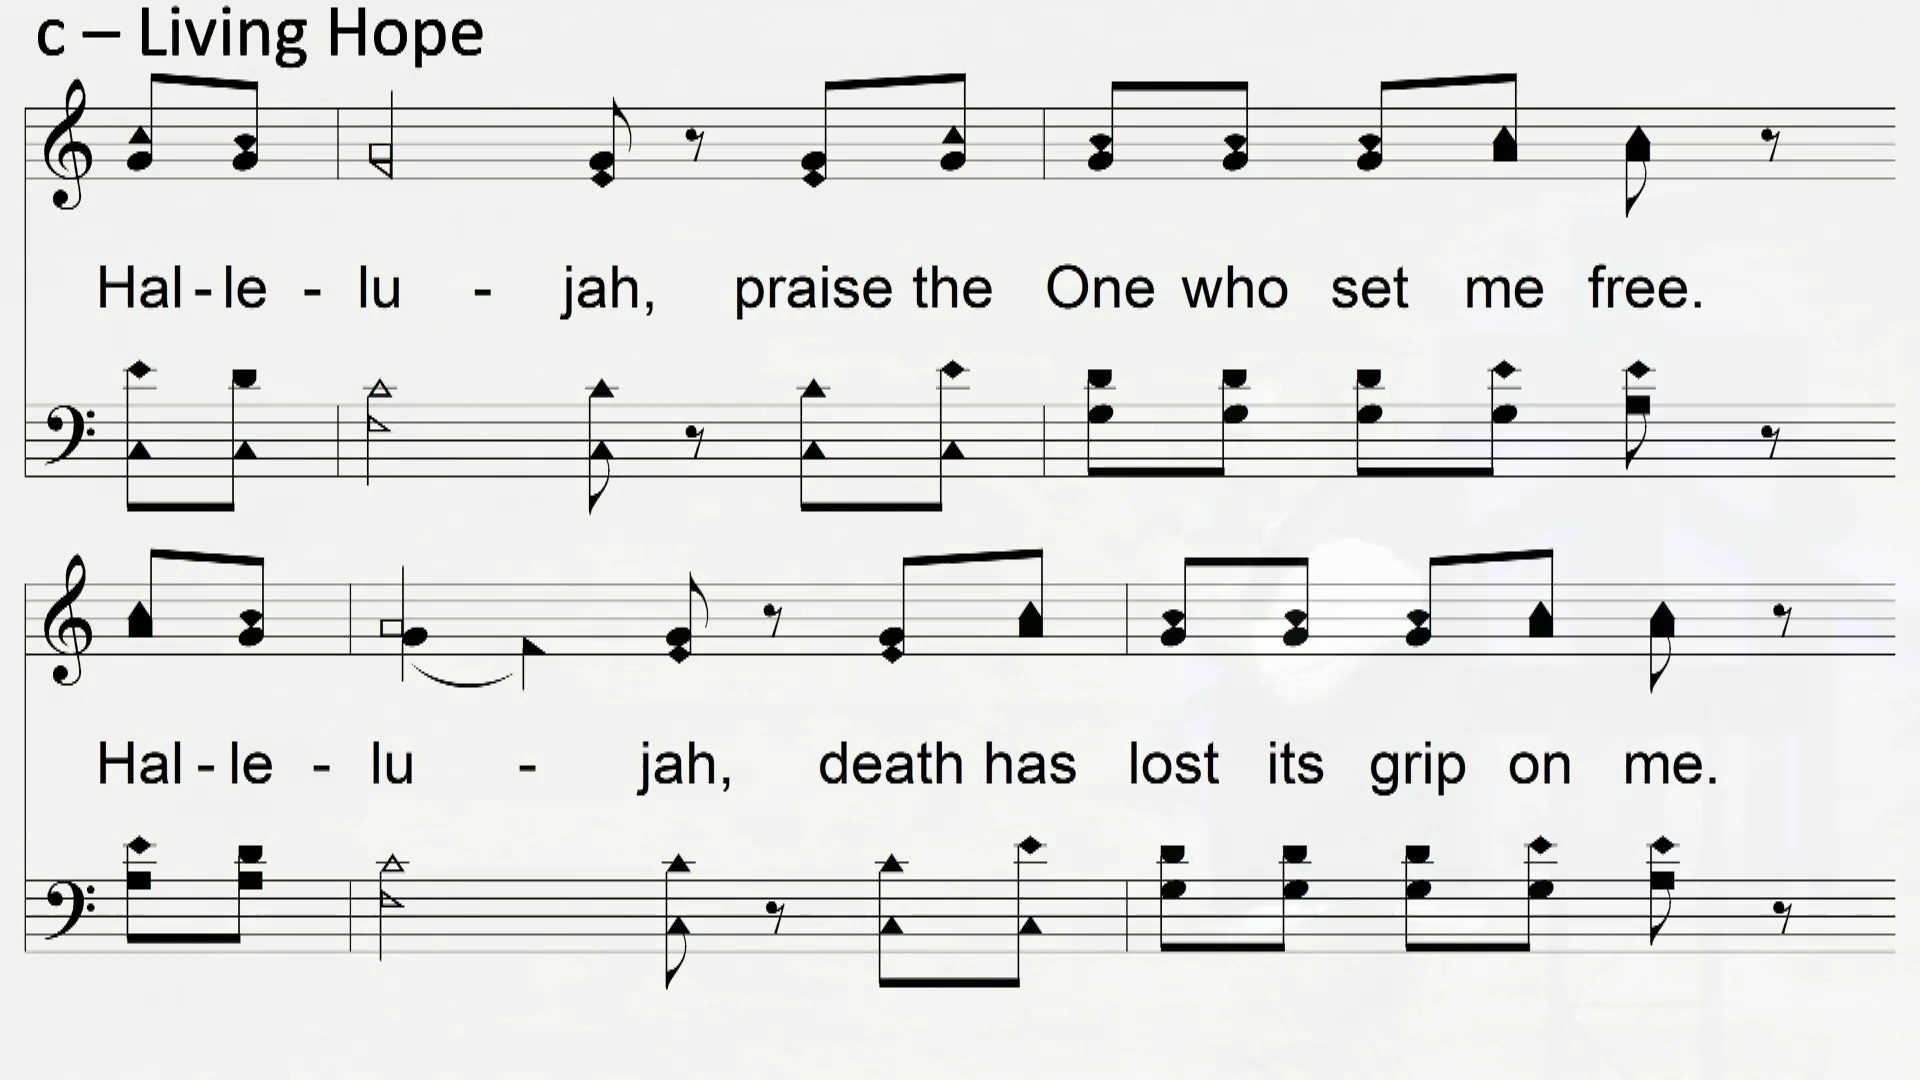 c – Living Hope
Hal - le - lu - jah, praise the One who set me free.
Hal - le - lu - jah, death has lost its grip on me.